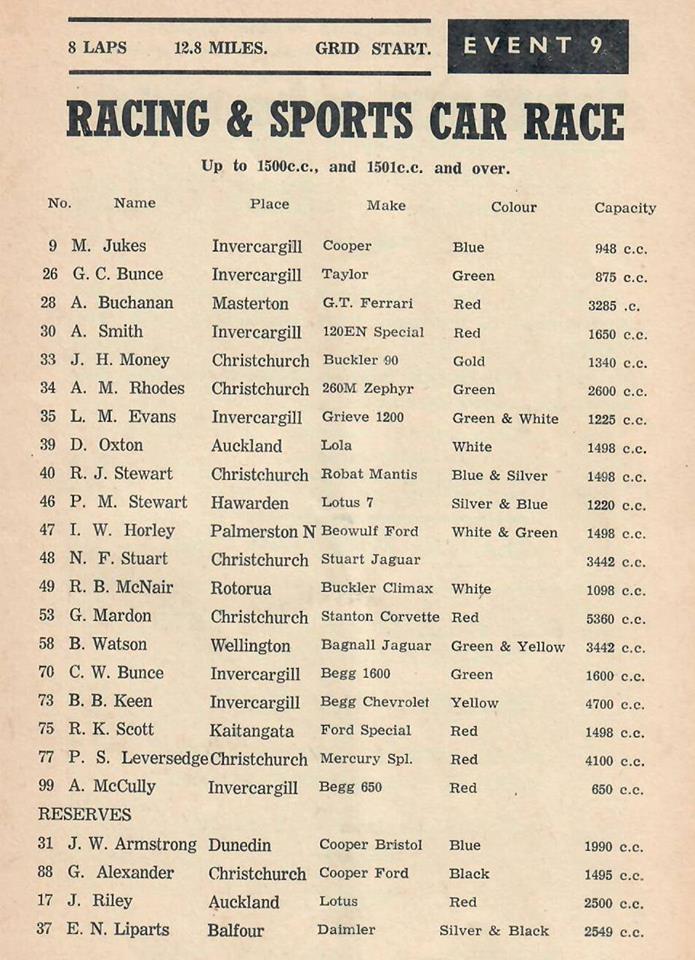 8 LAPS 12.8 MILES. GRID START. EVENT 9
RACING & SPORTS CAR RACE
Up to 1500c.c., and 1501c.c. and over.
No. Name Place Make Colour Capacity
9 M. Jukes Invercargill Cooper Blue 948 c.c.
26 G. C. Bunce Invercargill Taylor Green 875 c.c.
28 A. Buchanan Masterton G.T. Ferrari Red 3285 .c.
30 A. Smith Invercargill 120EN Special Red 1650 c.c.
33 J. H. Money Christchurch Buckler 90 Gold 1340 c.c.
34 A. M. Rhodes Christchurch 260M Zephyr Green 2600 c.c.
35 L. M. Evans Invercargill Grieve 1200 Green & White 1225 c.c.
39 D. Oxton Auckland Lola White 1498 c.c.
40 R. J. Stewart Christchurch Robat Mantis Blue & Silver 1498 c.c.
46 P. M. Stewart Hawarden Lotus 7 Silver & Blue 1220 c.c.
47 I. W. Horley Palmerston N Beowulf Ford White & Green 1498 c.c.
48 N. F. Stuart Christchurch Stuart Jaguar 3442 c.c.
49 R. B. McNair Rotorua Buckler Climax White 1098 c.c.
53 G. Mardon Christchurch Stanton Corvette Red 5360 c.c.
58 B. Watson Wellington Bagnall Jaguar Green & Yellow 3442 c.c.
70 C. W. Bunce Invercargill Begg 1600 Green 1600 c.c.
73 B. B. Keen Invercargill Begg Chevrolet Yellow 4700 c.c.
75 R. K. Scott Kaitangata Ford Special Red 1498 c.c.
77 P. S. Leversedge Christchurch Mercury Spl. Red 4100 c.c.
99 A. McCully Invercargill Begg 650 Red 650 c.c.
RESERVES
31 J. W. Armstrong Dunedin Cooper Bristol Blue 1990 c.c.
88 G. Alexander Christchurch Cooper Ford Black 1495 c.c.
17 J. Riley Auckland Lotus Red 2500 c.c.
37 E. N. Liparts Balfour Daimler Silver & Black 2549 c.c.